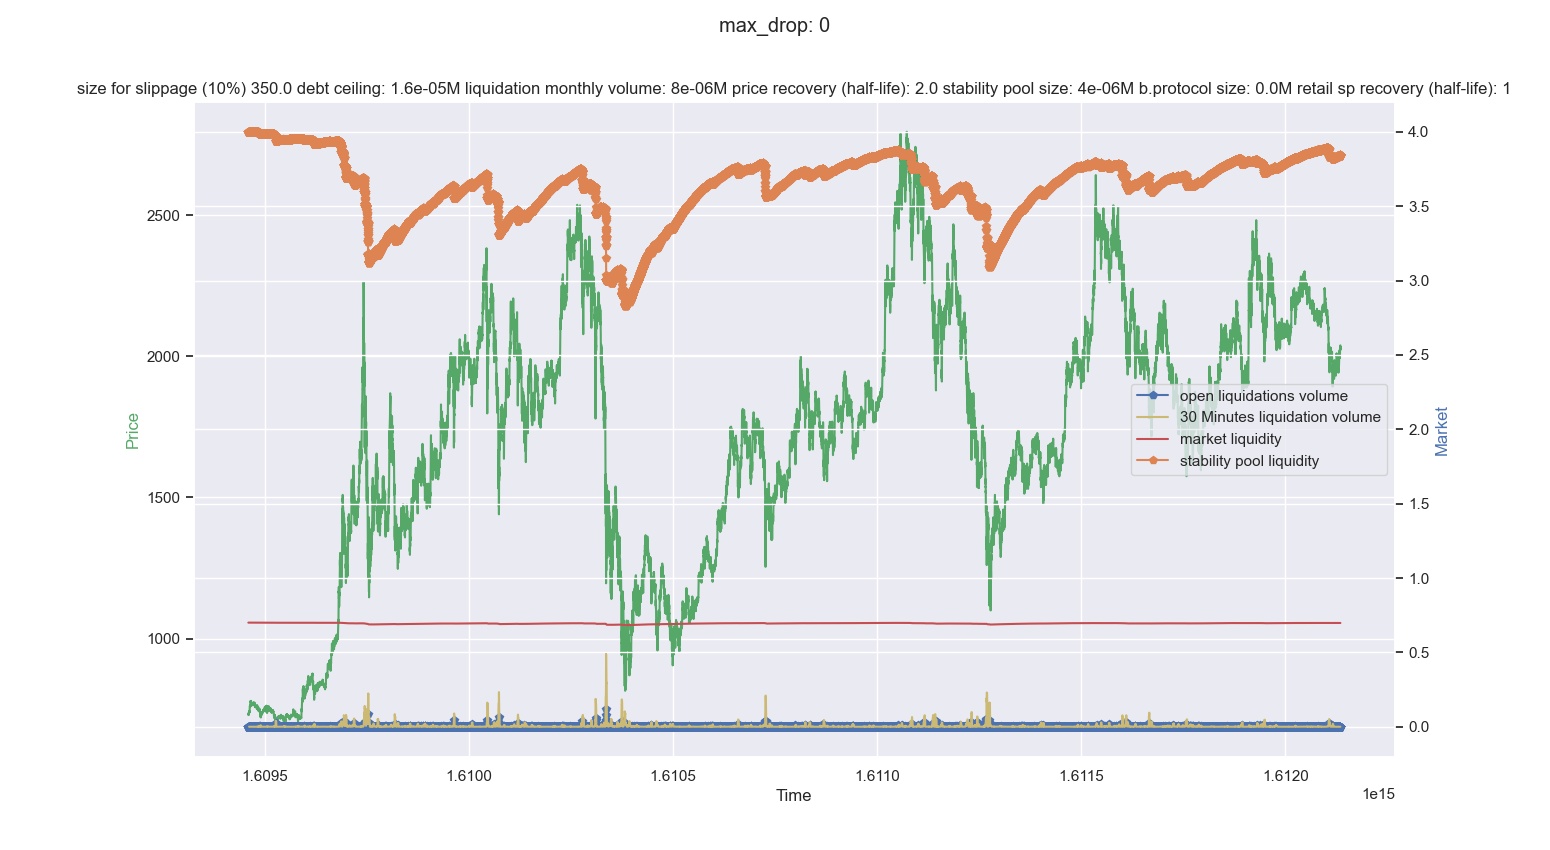 max_drop: 0
size for slippage (10%) 350.0 debt ceiling: 1.6e-05M liquidation monthly volume: 8e-06M price recovery (half-life): 2.0 stability pool size: 4e-06M b.protocol size: 0.0M retail sp recovery (half-life): 1
4.0
3.5
2500
3.0
2000
2.5
open liquidations volume
30 Minutes liquidation volume
market liquidity
stability pool liquidity
Price
Market
2.0
1500
1.5
1.0
1000
0.5
0.0
1.6095
1.6100
1.6105
1.6110
1.6115
1.6120
Time
1e15